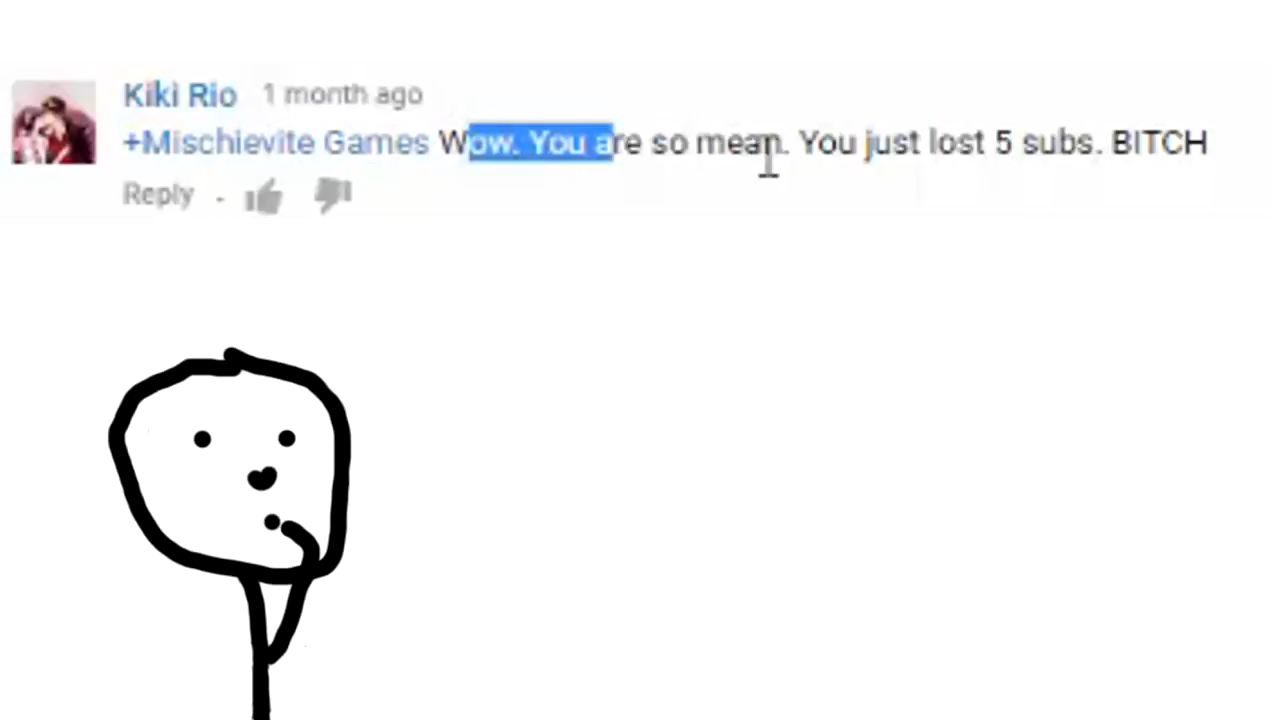 Kiki Rio 1 month ago
+Mischievite Games Wow. You are so mean. You just lost 5 subs. BITCH
Reply ·